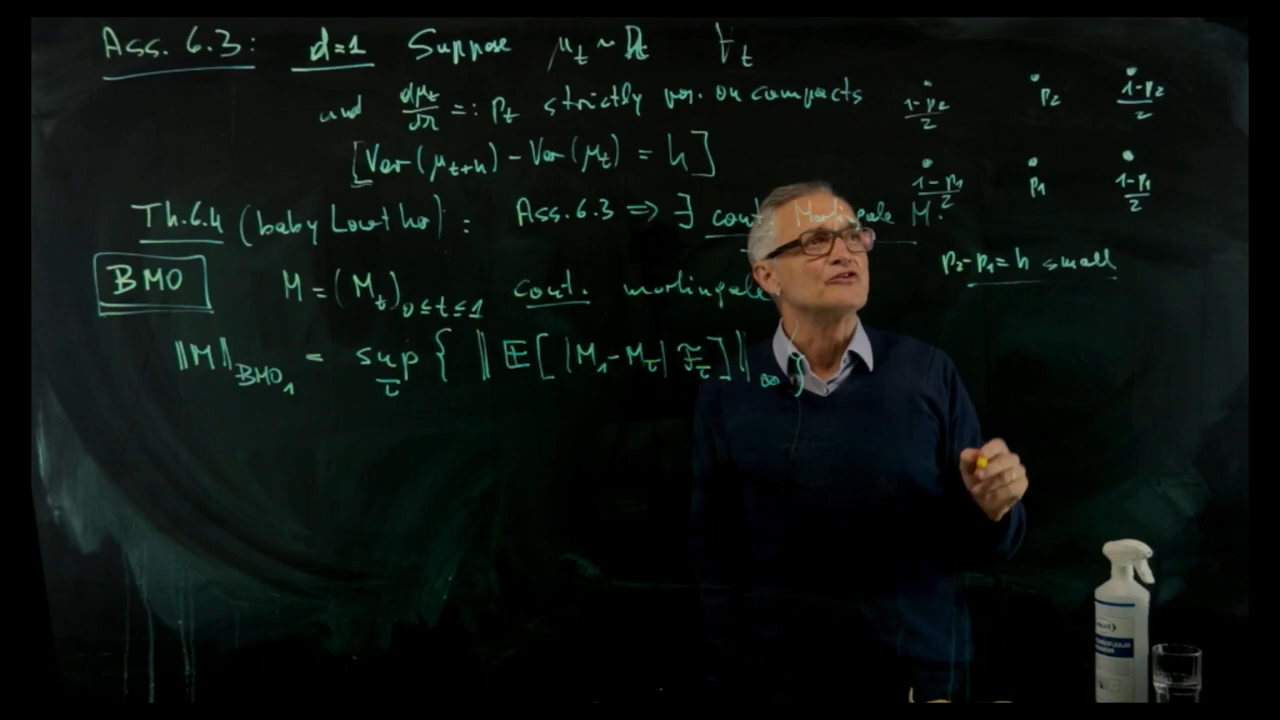 Ass. 6.3: d=1 Suppose μ_t ~ ∀_t
and dμ_t/dλ =: p_t strictly pos. on compacts
[Var(μ_{t+h}) - Var(μ_t) = h]
Th. 6.4 (baby Lowther): Ass. 6.3 => ∃ cont. Martingale M.
BMO M = (M_t)_{0≤t≤1} cont. martingale
‖M‖_{BMO_1} = sup_τ { ‖ 𝔼[ |M_1 - M_τ| ℱ_τ ] ‖_∞ }
1-p_2/2 p_2 1-p_2/2
1-p_1/2 p_1 1-p_1/2
p_2-p_1=h small